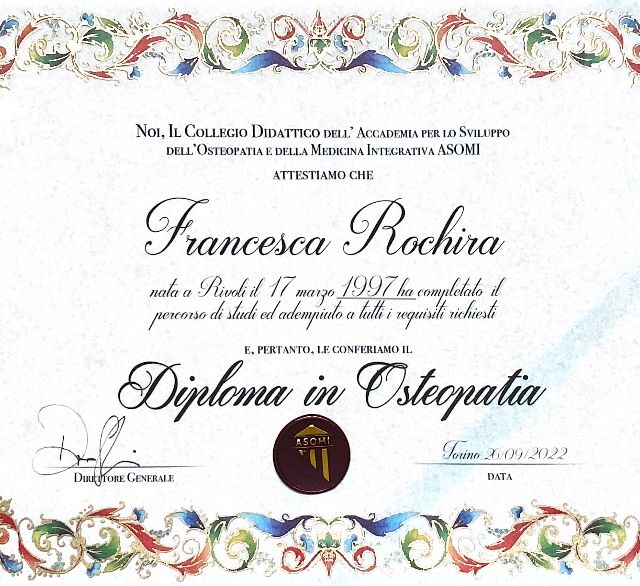 Noi, Il Collegio Didattico dell' Accademia per lo Sviluppo
dell'Osteopatia e della Medicina Integrativa ASOMI
attestiamo che
Francesca Rochira
nata a Rivoli il 17 marzo 1997 ha completato il
percorso di studi ed adempiuto a tutti i requisiti richiesti
e, pertanto, le conferiamo il
Diploma in Osteopatia
ASOMI
Torino 26/09/2022
Direttore Generale
data